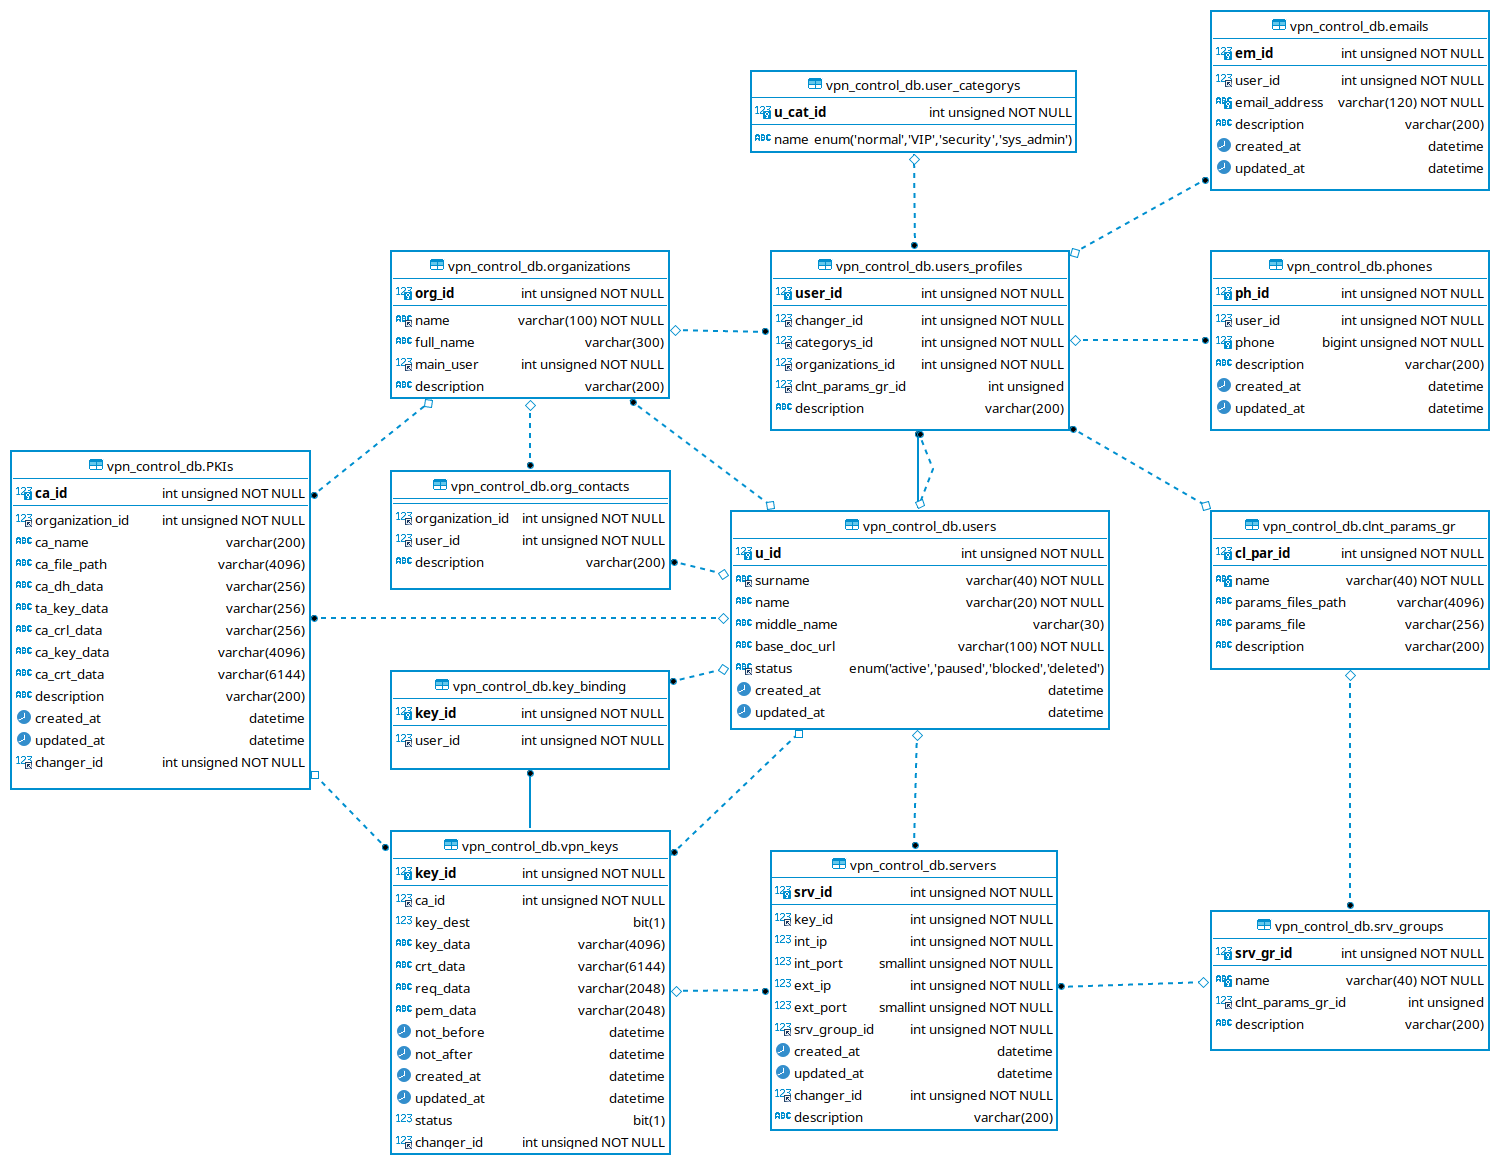 vpn_control_db.emails
em_id int unsigned NOT NULL
user_id int unsigned NOT NULL
email_address varchar(120) NOT NULL
description varchar(200)
created_at datetime
updated_at datetime
vpn_control_db.user_categorys
u_cat_id int unsigned NOT NULL
name enum('normal','VIP','security','sys_admin')
vpn_control_db.organizations
org_id int unsigned NOT NULL
name varchar(100) NOT NULL
full_name varchar(300)
main_user int unsigned NOT NULL
description varchar(200)
vpn_control_db.users_profiles
user_id int unsigned NOT NULL
changer_id int unsigned NOT NULL
categorys_id int unsigned NOT NULL
organizations_id int unsigned NOT NULL
clnt_params_gr_id int unsigned
description varchar(200)
vpn_control_db.phones
ph_id int unsigned NOT NULL
user_id int unsigned NOT NULL
phone bigint unsigned NOT NULL
description varchar(200)
created_at datetime
updated_at datetime
vpn_control_db.PKIs
ca_id int unsigned NOT NULL
organization_id int unsigned NOT NULL
ca_name varchar(200)
ca_file_path varchar(4096)
ca_dh_data varchar(256)
ta_key_data varchar(256)
ca_crl_data varchar(256)
ca_key_data varchar(4096)
ca_crt_data varchar(6144)
description varchar(200)
created_at datetime
updated_at datetime
changer_id int unsigned NOT NULL
vpn_control_db.org_contacts
organization_id int unsigned NOT NULL
user_id int unsigned NOT NULL
description varchar(200)
vpn_control_db.users
u_id int unsigned NOT NULL
surname varchar(40) NOT NULL
name varchar(20) NOT NULL
middle_name varchar(30)
base_doc_url varchar(100) NOT NULL
status enum('active','paused','blocked','deleted')
created_at datetime
updated_at datetime
vpn_control_db.clnt_params_gr
cl_par_id int unsigned NOT NULL
name varchar(40) NOT NULL
params_files_path varchar(4096)
params_file varchar(256)
description varchar(200)
vpn_control_db.key_binding
key_id int unsigned NOT NULL
user_id int unsigned NOT NULL
vpn_control_db.vpn_keys
key_id int unsigned NOT NULL
ca_id int unsigned NOT NULL
key_dest bit(1)
key_data varchar(4096)
crt_data varchar(6144)
req_data varchar(2048)
pem_data varchar(2048)
not_before datetime
not_after datetime
created_at datetime
updated_at datetime
status bit(1)
changer_id int unsigned NOT NULL
vpn_control_db.servers
srv_id int unsigned NOT NULL
key_id int unsigned NOT NULL
int_ip int unsigned NOT NULL
int_port smallint unsigned NOT NULL
ext_ip int unsigned NOT NULL
ext_port smallint unsigned NOT NULL
srv_group_id int unsigned NOT NULL
created_at datetime
updated_at datetime
changer_id int unsigned NOT NULL
description varchar(200)
vpn_control_db.srv_groups
srv_gr_id int unsigned NOT NULL
name varchar(40) NOT NULL
clnt_params_gr_id int unsigned
description varchar(200)